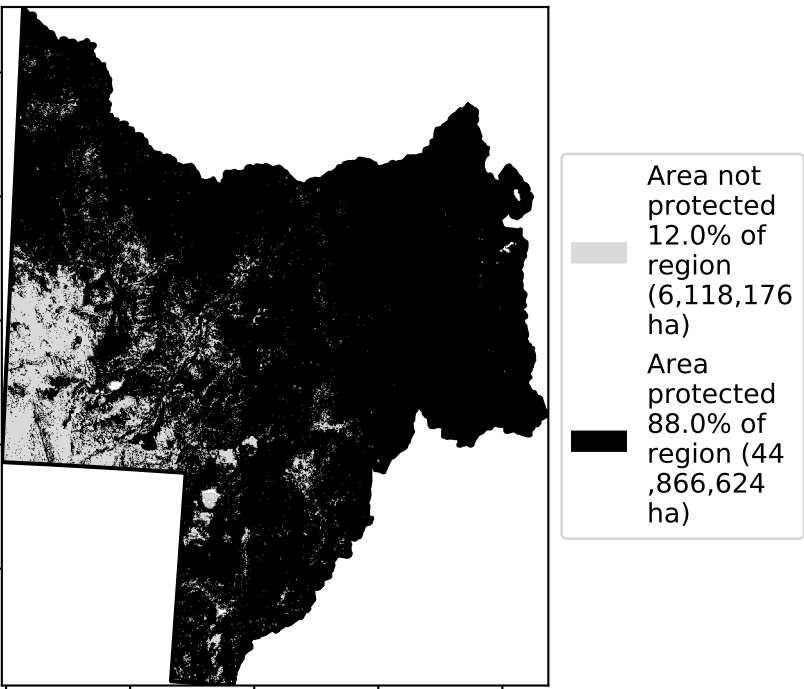 Area not
protected
12.0% of
region
(6,118,176
ha)
Area
protected
88.0% of
region (44
,866,624
ha)